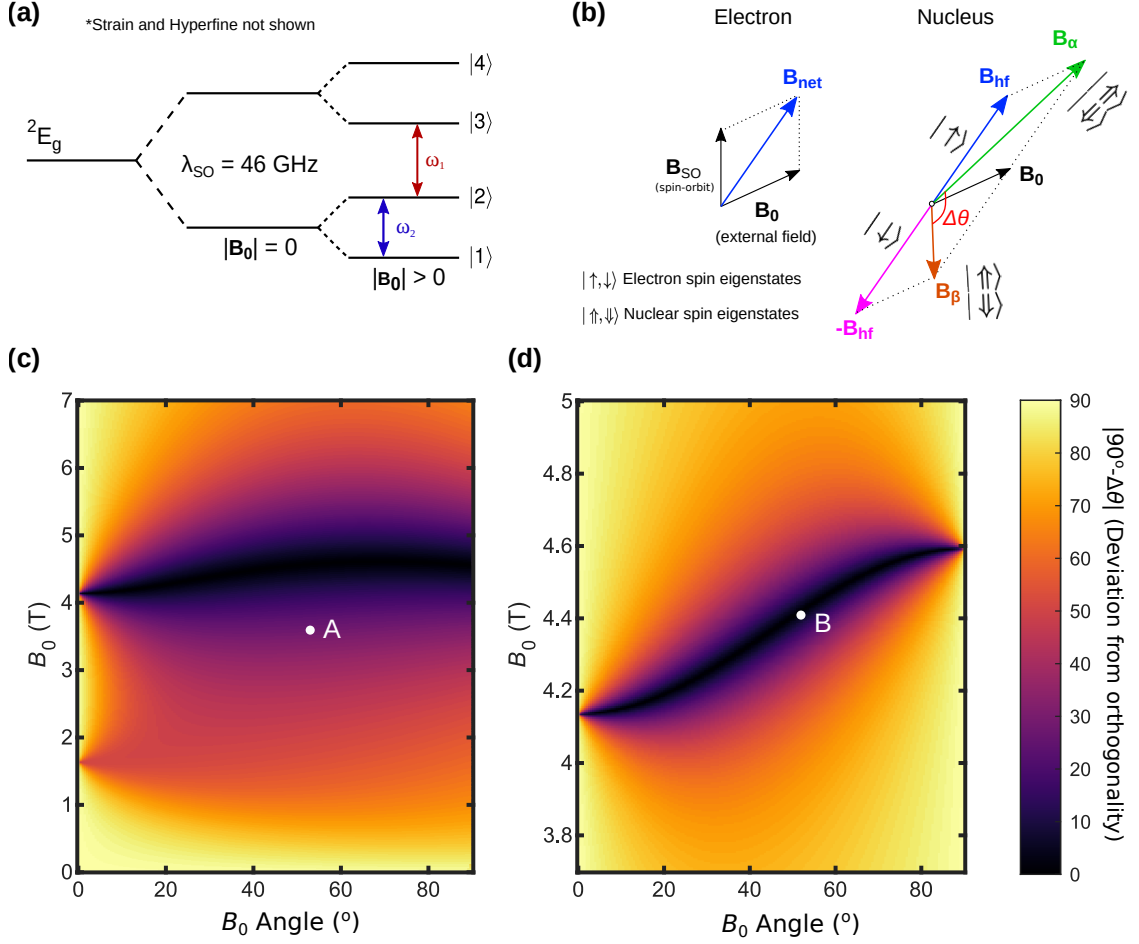 (a)
*Strain and Hyperfine not shown
²E_g
λ_SO = 46 GHz
|B₀| = 0
|B₀| > 0
|4⟩
|3⟩
ω₁
|2⟩
ω₂
|1⟩
(b)
Electron
Nucleus
B_net
B_SO
(spin-orbit)
B₀
(external field)
|↑,↓⟩ Electron spin eigenstates
|⇑,⇓⟩ Nuclear spin eigenstates
B_α
B_hf
|↑⟩
|⇑⟩
|⇓⟩
B₀
Δθ
|↓⟩
B_β
|⇑⟩
|⇓⟩
-B_hf
(c)
7
6
5
4
3
2
1
0
B₀ (T)
A
0
20
40
60
80
B₀ Angle (°)
(d)
5
4.8
4.6
4.4
4.2
4
3.8
B₀ (T)
B
0
20
40
60
80
B₀ Angle (°)
90
80
70
60
50
40
30
20
10
0
|90°-Δθ| (Deviation from orthogonality)